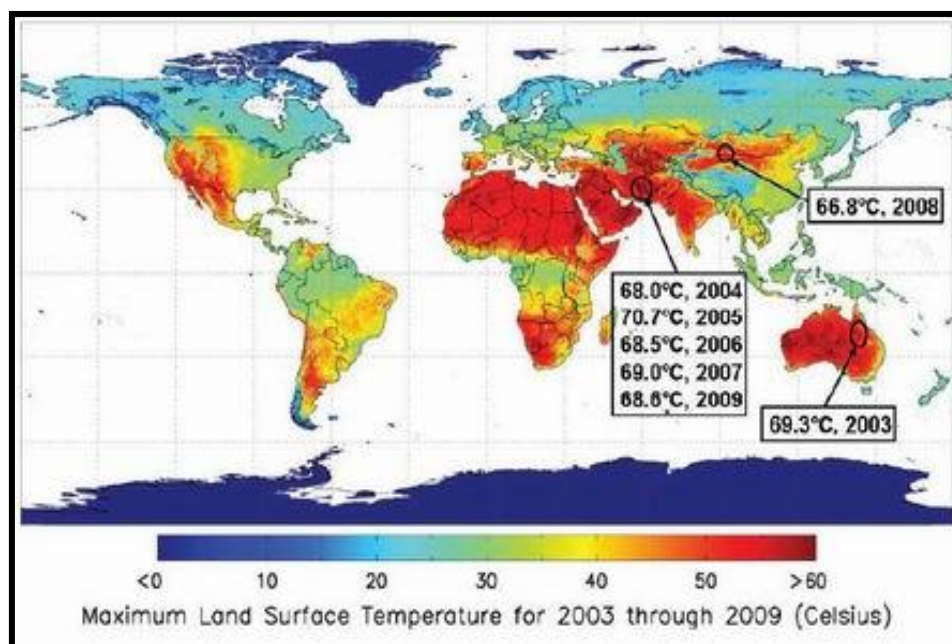 66.8°C, 2008
68.0°C, 2004
70.7°C, 2005
68.5°C, 2006
69.0°C, 2007
68.6°C, 2009
69.3°C, 2003
<0 10 20 30 40 50 >60
Maximum Land Surface Temperature for 2003 through 2009 (Celsius)